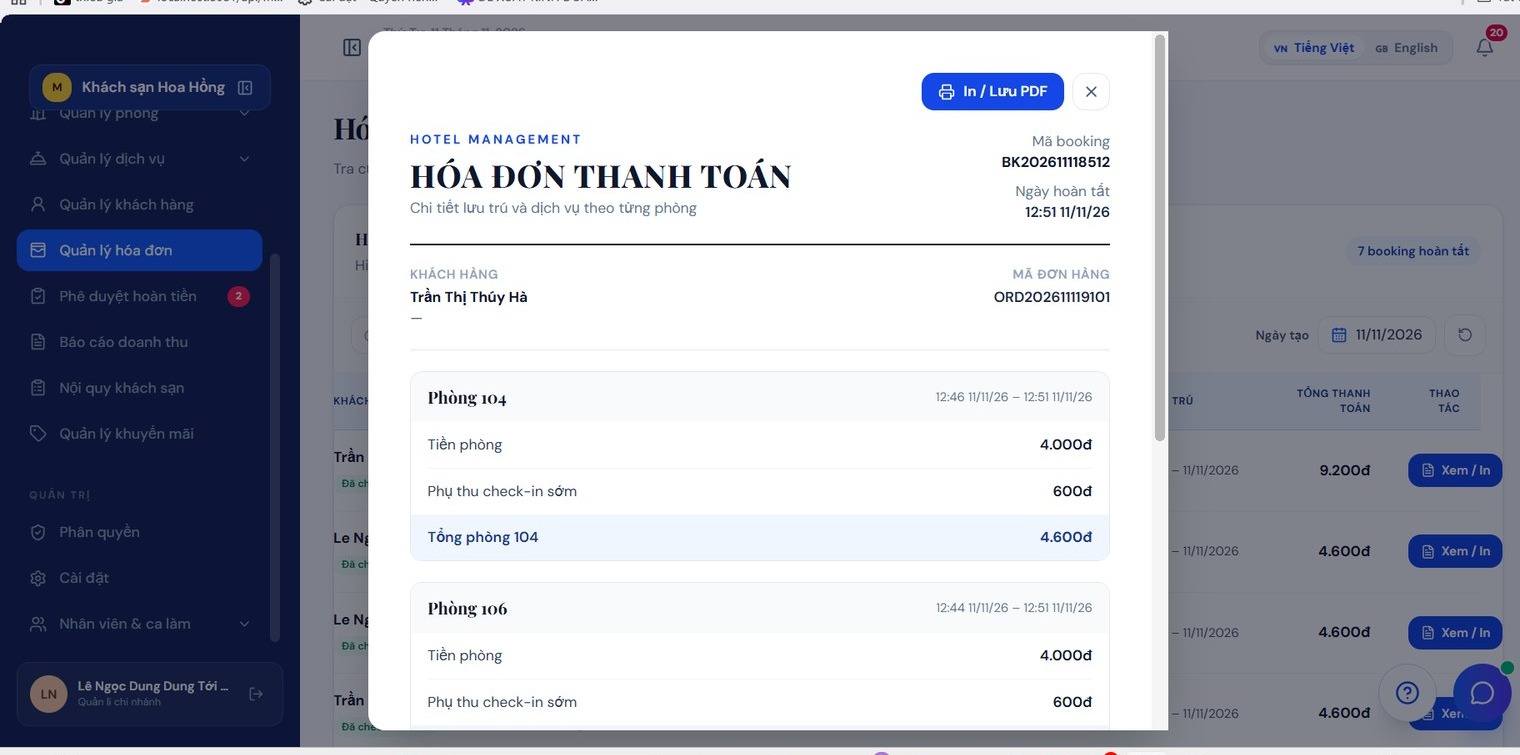 Tiếng Việt
English
20
M
Khách sạn Hoa Hồng
Quản lý phòng
Quản lý dịch vụ
Quản lý khách hàng
Quản lý hóa đơn
Phê duyệt hoàn tiền
2
Báo cáo doanh thu
Nội quy khách sạn
Quản lý khuyến mãi
QUẢN TRỊ
Phân quyền
Cài đặt
Nhân viên & ca làm
LN
Lê Ngọc Dung Dung Tới ...
Quản lí chi nhánh
In / Lưu PDF
HOTEL MANAGEMENT
HÓA ĐƠN THANH TOÁN
Chi tiết lưu trú và dịch vụ theo từng phòng
Mã booking
BK202611118512
Ngày hoàn tất
12:51 11/11/26
KHÁCH HÀNG
Trần Thị Thúy Hà
—
MÃ ĐƠN HÀNG
ORD202611119101
Phòng 104
12:46 11/11/26 – 12:51 11/11/26
Tiền phòng
4.000đ
Phụ thu check-in sớm
600đ
Tổng phòng 104
4.600đ
Phòng 106
12:44 11/11/26 – 12:51 11/11/26
Tiền phòng
4.000đ
Phụ thu check-in sớm
600đ
VN
GB
7 booking hoàn tất
Ngày tạo
11/11/2026
KHÁCH
TRÚ
TỔNG THANH
TOÁN
THAO
TÁC
Trần
– 11/11/2026
9.200đ
Xem / In
Le
– 11/11/2026
4.600đ
Xem / In
Le
– 11/11/2026
4.600đ
Xem / In
Trần
– 11/11/2026
4.600đ